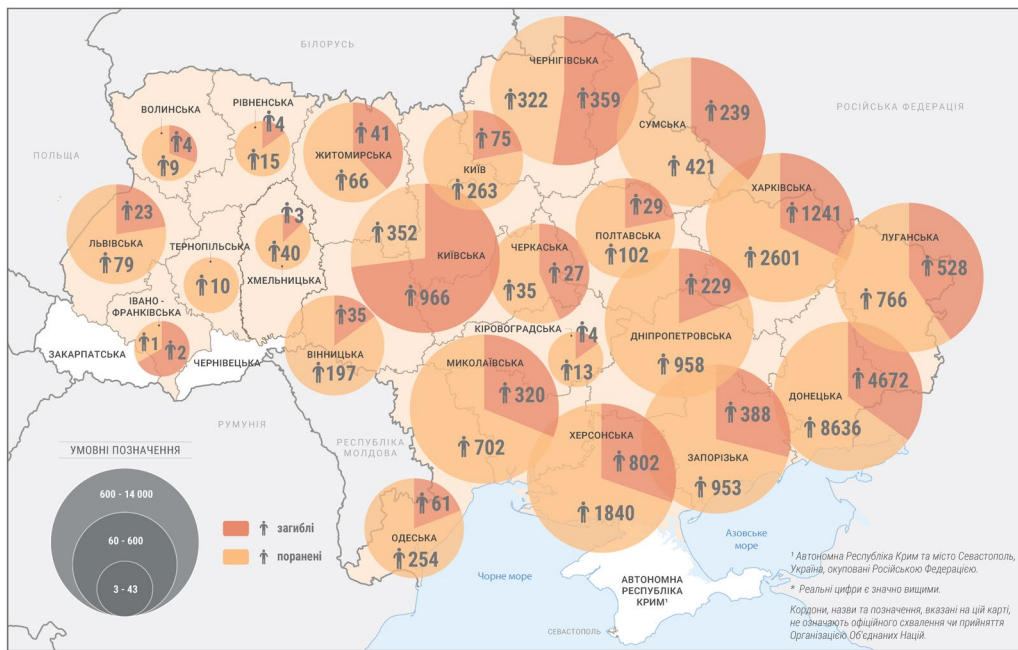 БІЛОРУСЬ
РОСІЙСЬКА ФЕДЕРАЦІЯ
ПОЛЬЩА
РУМУНІЯ
РЕСПУБЛІКА
МОЛДОВА
ВОЛИНСЬКА
4
9
РІВНЕНСЬКА
4
15
ЖИТОМИРСЬКА
41
66
КИЇВ
75
263
ЧЕРНІГІВСЬКА
322
359
СУМСЬКА
239
421
ЛЬВІВСЬКА
23
79
ТЕРНОПІЛЬСЬКА
10
3
40
ХМЕЛЬНИЦЬКА
352
КИЇВСЬКА
966
ЧЕРКАСЬКА
27
35
29
ПОЛТАВСЬКА
102
ХАРКІВСЬКА
1241
2601
ЛУГАНСЬКА
528
766
ІВАНО -
ФРАНКІВСЬКА
1
2
ЗАКАРПАТСЬКА
ЧЕРНІВЕЦЬКА
35
ВІННИЦЬКА
197
КІРОВОГРАДСЬКА
4
13
229
ДНІПРОПЕТРОВСЬКА
958
4672
ДОНЕЦЬКА
8636
МИКОЛАЇВСЬКА
320
702
ХЕРСОНСЬКА
802
1840
388
ЗАПОРІЗЬКА
953
61
ОДЕСЬКА
254
Чорне море
Азовське
море
АВТОНОМНА
РЕСПУБЛІКА
КРИМ¹
СЕВАСТОПОЛЬ
УМОВНІ ПОЗНАЧЕННЯ
600 - 14 000
60 - 600
3 - 43
загиблі
поранені
¹ Автономна Республіка Крим та місто Севастополь,
Україна, окуповані Російською Федерацією.
* Реальні цифри є значно вищими.
Кордони, назви та позначення, вказані на цій карті,
не означають офіційного схвалення чи прийняття
Організацією Об'єднаних Націй.